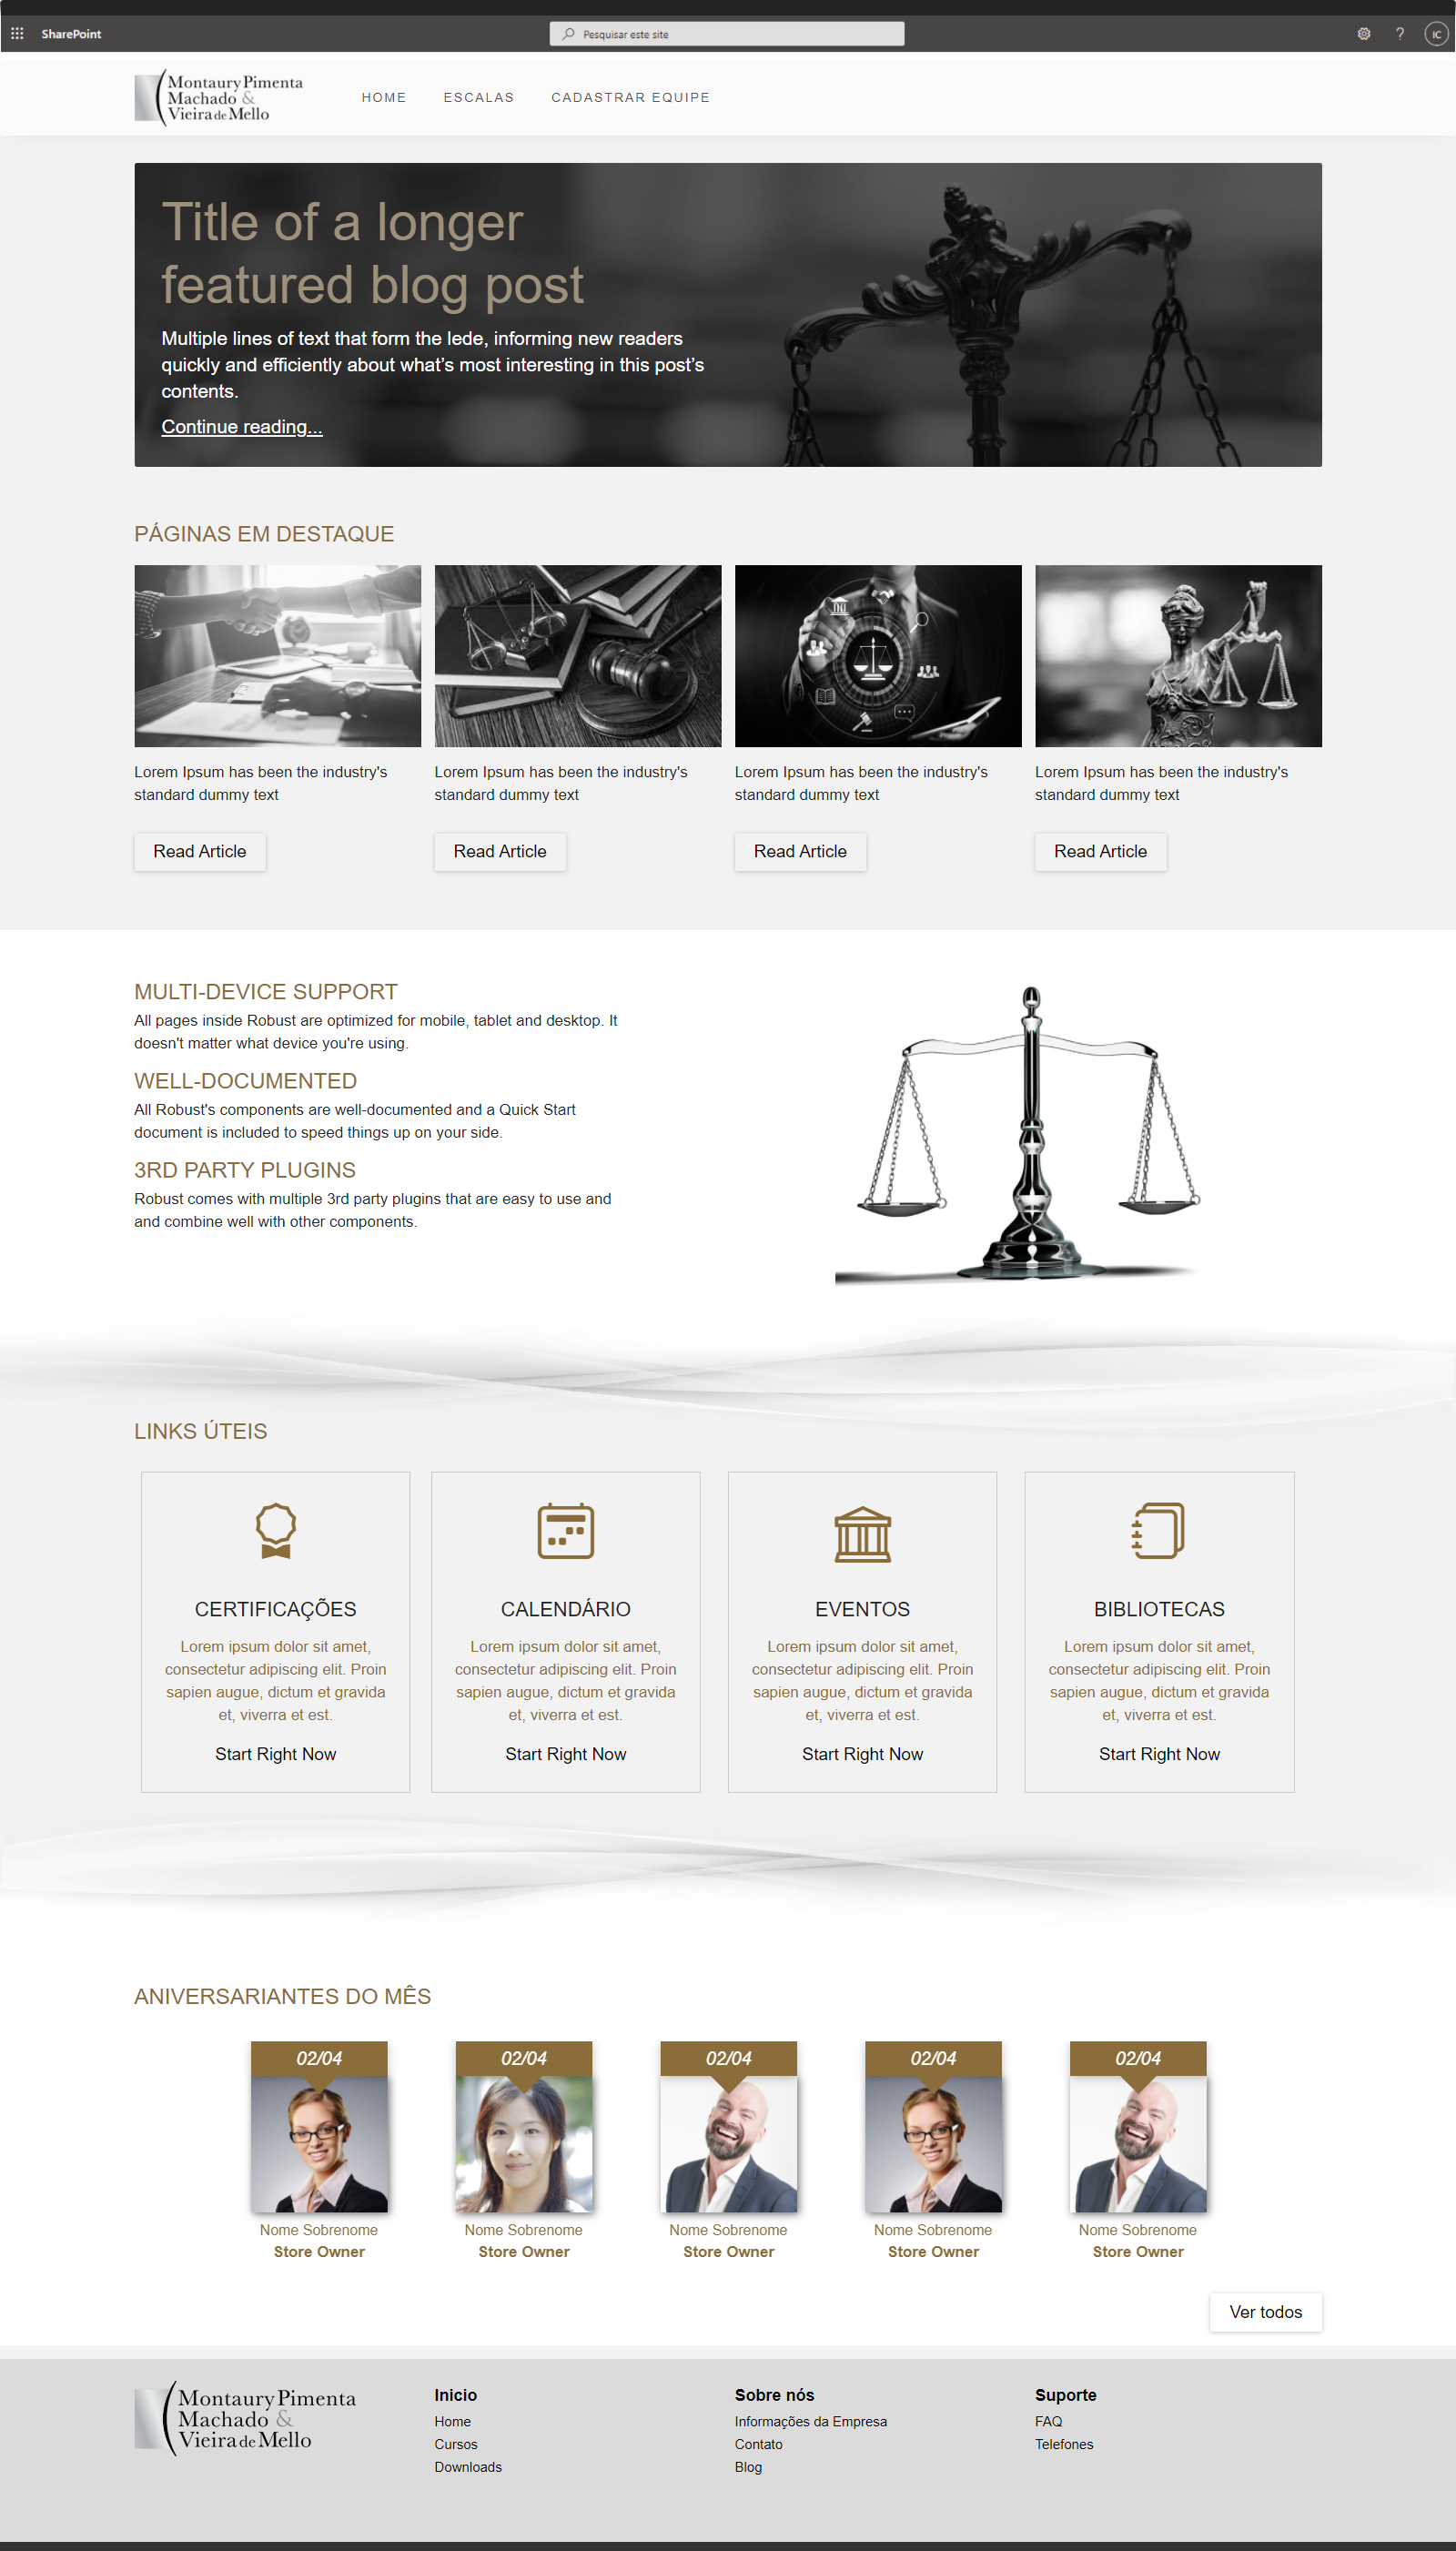 SharePoint
Pesquisar este site
?
IC
Montaury Pimenta
Machado &
Vieira de Mello
HOME
ESCALAS
CADASTRAR EQUIPE
Title of a longer
featured blog post
Multiple lines of text that form the lede, informing new readers
quickly and efficiently about what’s most interesting in this post’s
contents.
Continue reading...
PÁGINAS EM DESTAQUE
Lorem Ipsum has been the industry's
standard dummy text
Read Article
Lorem Ipsum has been the industry's
standard dummy text
Read Article
Lorem Ipsum has been the industry's
standard dummy text
Read Article
Lorem Ipsum has been the industry's
standard dummy text
Read Article
MULTI-DEVICE SUPPORT
All pages inside Robust are optimized for mobile, tablet and desktop. It
doesn't matter what device you're using.
WELL-DOCUMENTED
All Robust's components are well-documented and a Quick Start
document is included to speed things up on your side.
3RD PARTY PLUGINS
Robust comes with multiple 3rd party plugins that are easy to use and
and combine well with other components.
LINKS ÚTEIS
CERTIFICAÇÕES
Lorem ipsum dolor sit amet,
consectetur adipiscing elit. Proin
sapien augue, dictum et gravida
et, viverra et est.
Start Right Now
CALENDÁRIO
Lorem ipsum dolor sit amet,
consectetur adipiscing elit. Proin
sapien augue, dictum et gravida
et, viverra et est.
Start Right Now
EVENTOS
Lorem ipsum dolor sit amet,
consectetur adipiscing elit. Proin
sapien augue, dictum et gravida
et, viverra et est.
Start Right Now
BIBLIOTECAS
Lorem ipsum dolor sit amet,
consectetur adipiscing elit. Proin
sapien augue, dictum et gravida
et, viverra et est.
Start Right Now
ANIVERSARIANTES DO MÊS
02/04
Nome Sobrenome
Store Owner
02/04
Nome Sobrenome
Store Owner
02/04
Nome Sobrenome
Store Owner
02/04
Nome Sobrenome
Store Owner
02/04
Nome Sobrenome
Store Owner
Ver todos
Montaury Pimenta
Machado &
Vieira de Mello
Inicio
Home
Cursos
Downloads
Sobre nós
Informações da Empresa
Contato
Blog
Suporte
FAQ
Telefones